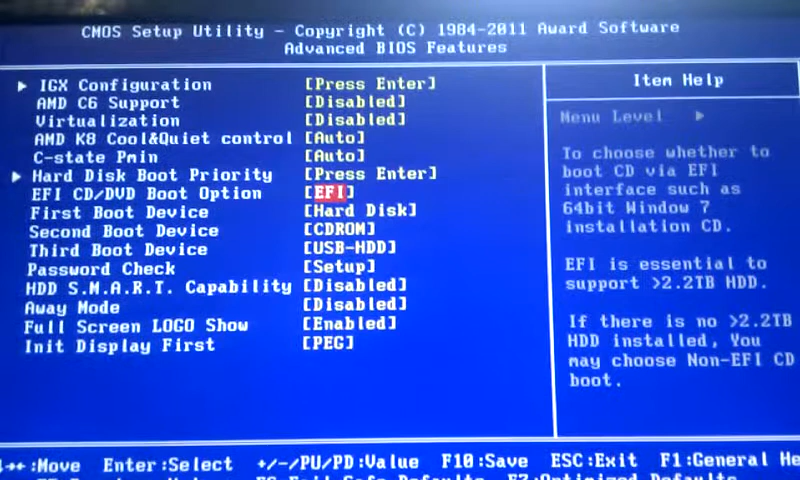 CMOS Setup Utility - Copyright (C) 1984-2011 Award Software
Advanced BIOS Features
IGX Configuration [Press Enter]
AMD C6 Support [Disabled]
Virtualization [Disabled]
AMD K8 Cool&Quiet control [Auto]
C-state Pmin [Auto]
Hard Disk Boot Priority [Press Enter]
EFI CD/DVD Boot Option [EFI]
First Boot Device [Hard Disk]
Second Boot Device [CDROM]
Third Boot Device [USB-HDD]
Password Check [Setup]
HDD S.M.A.R.T. Capability [Disabled]
Away Mode [Disabled]
Full Screen LOGO Show [Enabled]
Init Display First [PEG]
Item Help
Menu Level ▶
To choose whether to
boot CD via EFI
interface such as
64bit Window 7
installation CD.
EFI is essential to
support >2.2TB HDD.
If there is no >2.2TB
HDD installed, You
may choose Non-EFI CD
boot.
:Move Enter:Select +/-/PU/PD:Value F10:Save ESC:Exit F1:General He